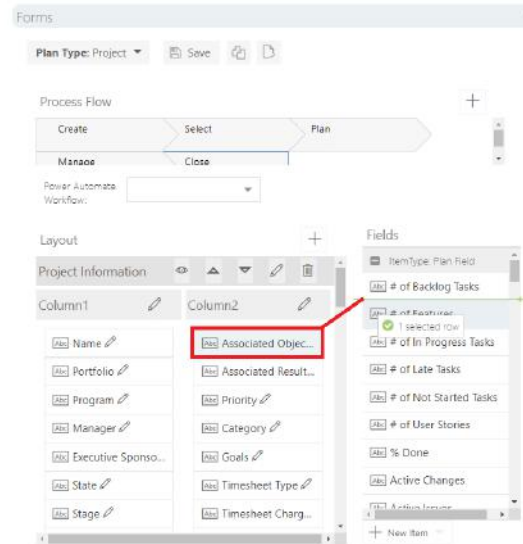 Forms
Plan Type: Project
Save
Process Flow
Create
Select
Plan
Manage
Close
Power Automate
Workflow:
Layout
Project Information
Column1
Column2
Name
Associated Objec...
Portfolio
Associated Result...
Program
Priority
Manager
Category
Executive Sponso...
Goals
State
Timesheet Type
Stage
Timesheet Charg...
Fields
ItemType: Plan Field
# of Backlog Tasks
# of Features
1 selected row
# of In Progress Tasks
# of Late Tasks
# of Not Started Tasks
# of User Stories
% Done
Active Changes
Active Issues
New Item